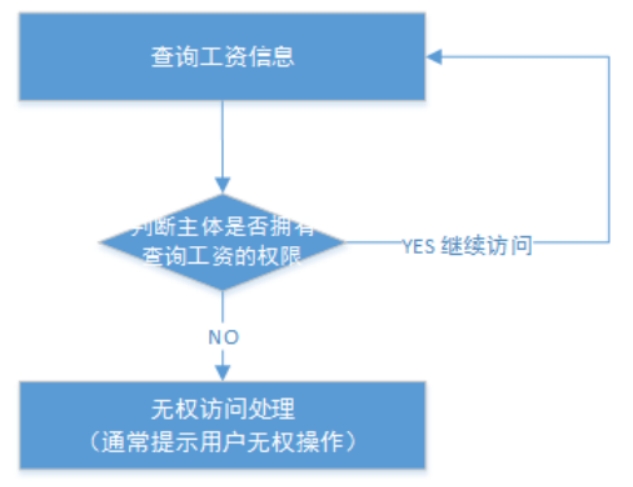 查询工资信息
判断主体是否拥有
查询工资的权限
YES 继续访问
NO
无权访问处理
（通常提示用户无权操作）